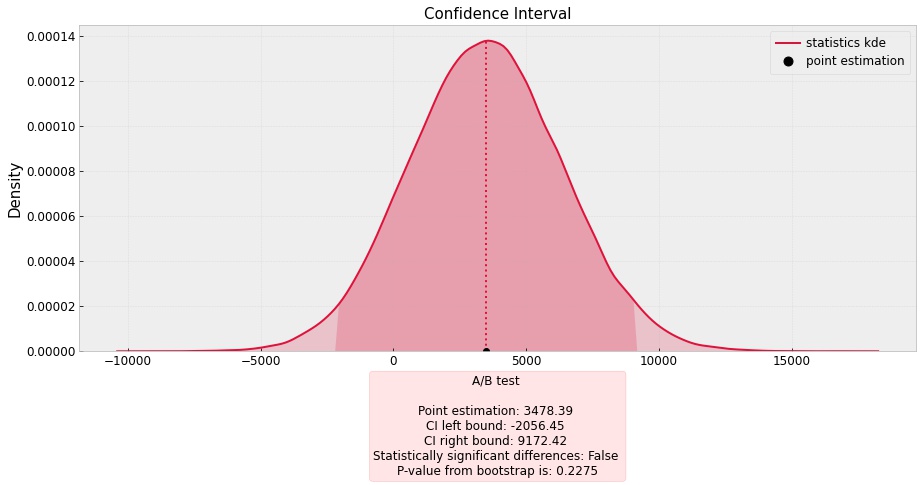 Confidence Interval
statistics kde
point estimation
Density
0.00014
0.00012
0.00010
0.00008
0.00006
0.00004
0.00002
0.00000
−10000
−5000
0
5000
10000
15000
A/B test
Point estimation: 3478.39
CI left bound: -2056.45
CI right bound: 9172.42
Statistically significant differences: False
P-value from bootstrap is: 0.2275